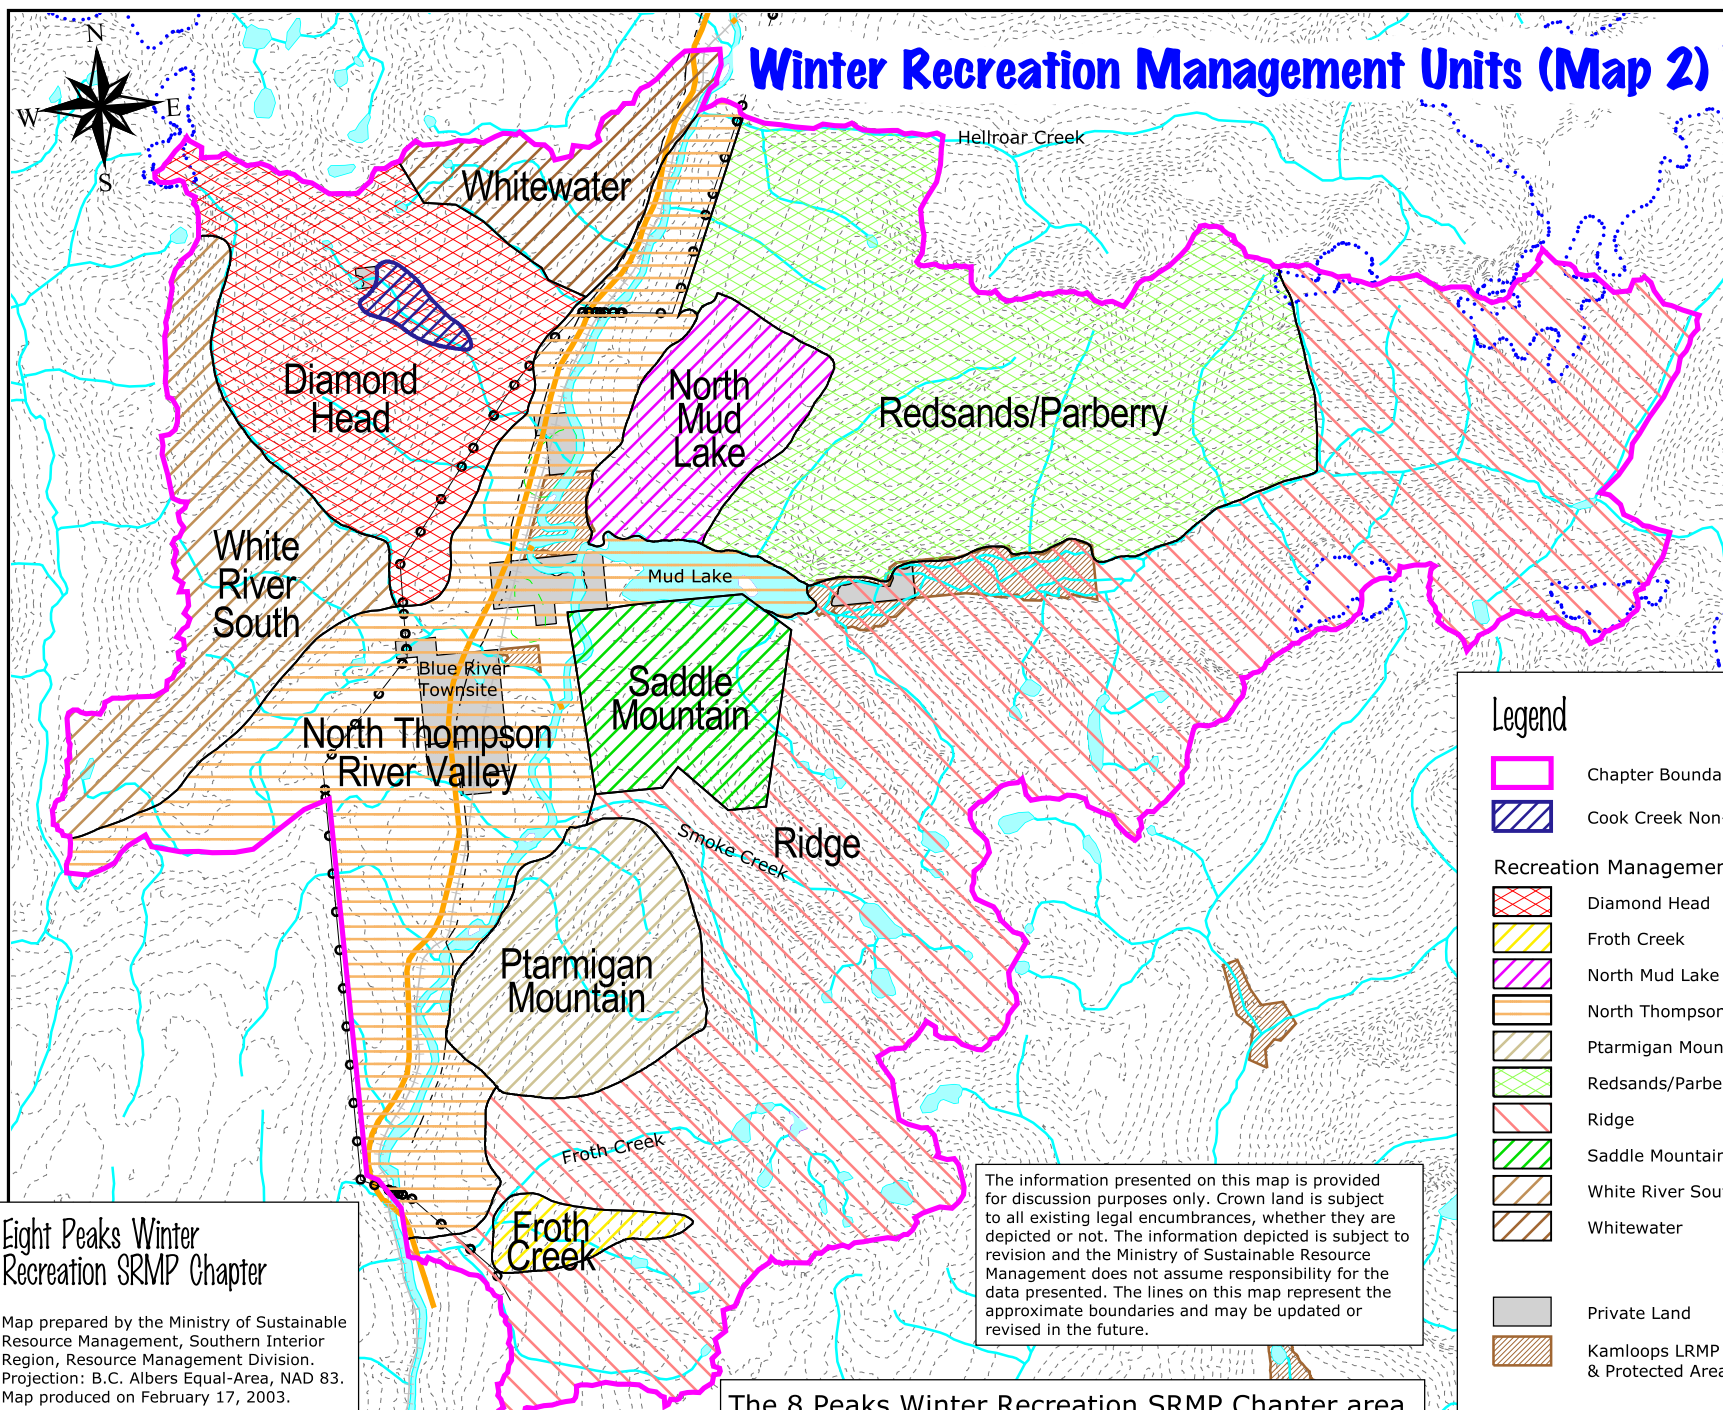 Winter Recreation Management Units (Map 2)
N
W
E
S
Hellroar Creek
Whitewater
Diamond
Head
North
Mud
Lake
Redsands/Parberry
White
River
South
Mud Lake
Blue River
Townsite
Saddle
Mountain
North Thompson
River Valley
Smoke Creek
Ridge
Ptarmigan
Mountain
Froth Creek
Froth
Creek
Legend
Chapter Bounda
Cook Creek Non
Recreation Managemen
Diamond Head
Froth Creek
North Mud Lake
North Thompson
Ptarmigan Moun
Redsands/Parbe
Ridge
Saddle Mountain
White River Sou
Whitewater
Private Land
Kamloops LRMP
& Protected Area
The information presented on this map is provided
for discussion purposes only. Crown land is subject
to all existing legal encumbrances, whether they are
depicted or not. The information depicted is subject to
revision and the Ministry of Sustainable Resource
Management does not assume responsibility for the
data presented. The lines on this map represent the
approximate boundaries and may be updated or
revised in the future.
Eight Peaks Winter
Recreation SRMP Chapter
Map prepared by the Ministry of Sustainable
Resource Management, Southern Interior
Region, Resource Management Division.
Projection: B.C. Albers Equal-Area, NAD 83.
Map produced on February 17, 2003.
The 8 Peaks Winter Recreation SRMP Chapter area